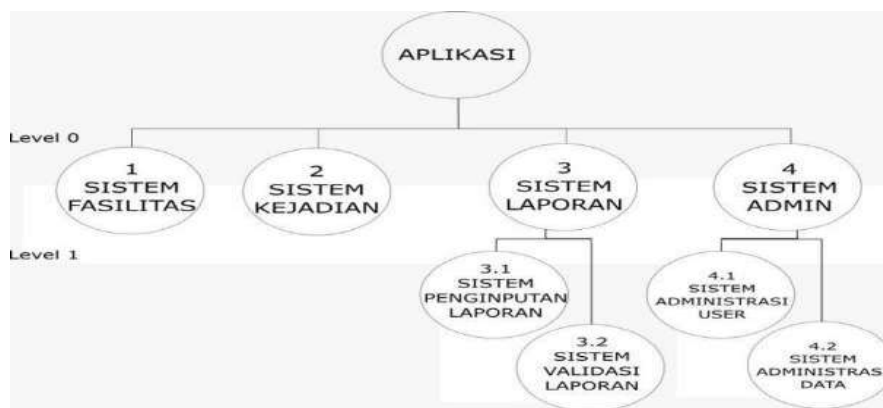 APLIKASI
Level 0
1
SISTEM
FASILITAS
2
SISTEM
KEJADIAN
3
SISTEM
LAPORAN
4
SISTEM
ADMIN
Level 1
3.1
SISTEM
PENGINPUTAN
LAPORAN
3.2
SISTEM
VALIDASI
LAPORAN
4.1
SISTEM
ADMINISTRASI
USER
4.2
SISTEM
ADMINISTRAS
DATA